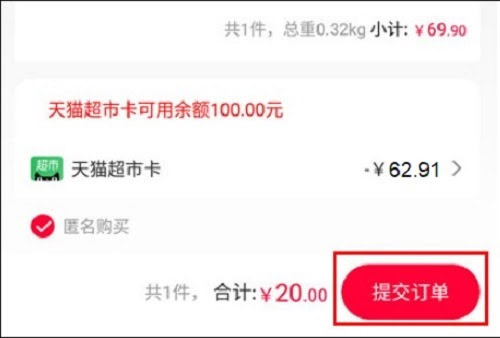 共1件，总重0.32kg 小计: ￥69.90
天猫超市卡可用余额100.00元
超市 天猫超市卡 -￥62.91
匿名购买
共1件， 合计:￥20.00 提交订单